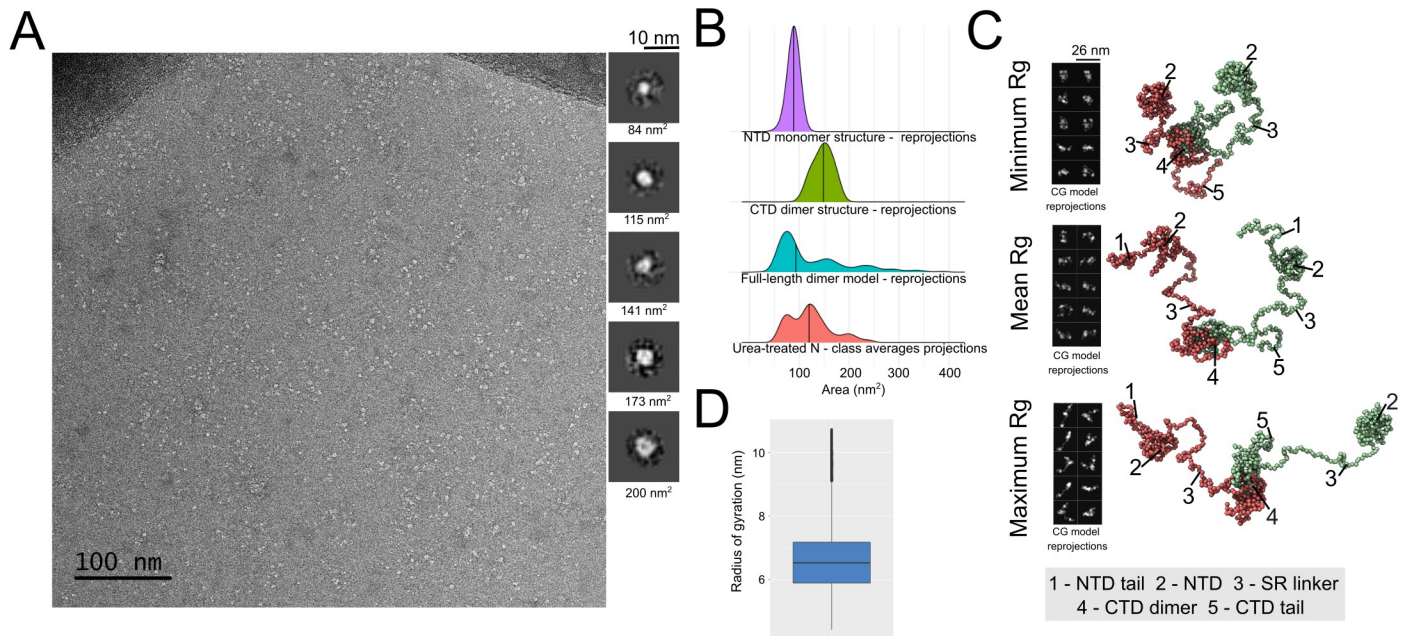 A
10 nm
84 nm²
115 nm²
141 nm²
173 nm²
200 nm²
100 nm
B
NTD monomer structure - reprojections
CTD dimer structure - reprojections
Full-length dimer model - reprojections
Urea-treated N - class averages projections
100 200 300 400
Area (nm²)
D
Radius of gyration (nm)
10
8
6
C
Minimum Rg
26 nm
CG model
reprojections
2
2
3
3
4
5
Mean Rg
CG model
reprojections
1
2
1
2
3
3
4
5
Maximum Rg
CG model
reprojections
1
2
5
2
3
3
4
1 - NTD tail 2 - NTD 3 - SR linker
4 - CTD dimer 5 - CTD tail